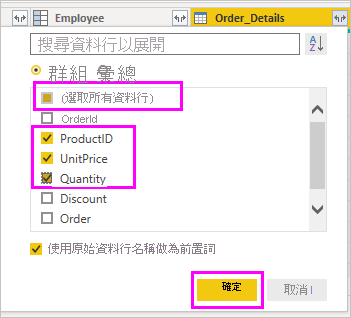 Employee Order_Details
搜尋資料行以展開
群組 彙總
(選取所有資料行)
OrderId
ProductID
UnitPrice
Quantity
Discount
Order
使用原始資料行名稱做為前置詞
確定 取消I